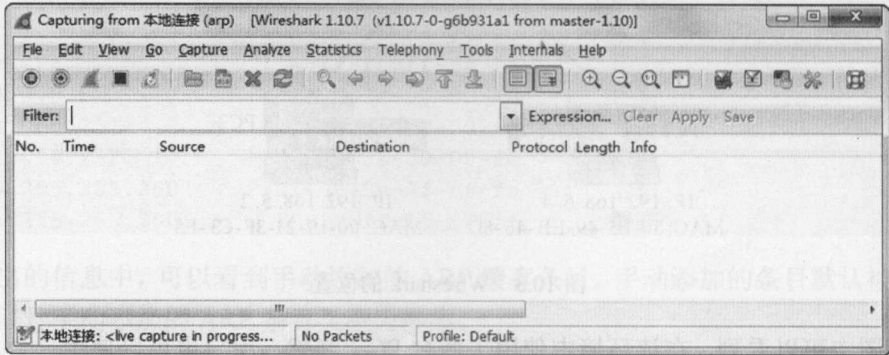 Capturing from 本地连接 (arp) [Wireshark 1.10.7 (v1.10.7-0-g6b931a1 from master-1.10)]
File Edit View Go Capture Analyze Statistics Telephony Tools Internals Help
Filter: Expression... Clear Apply Save
No. Time Source Destination Protocol Length Info
本地连接: <live capture in progress... No Packets Profile: Default